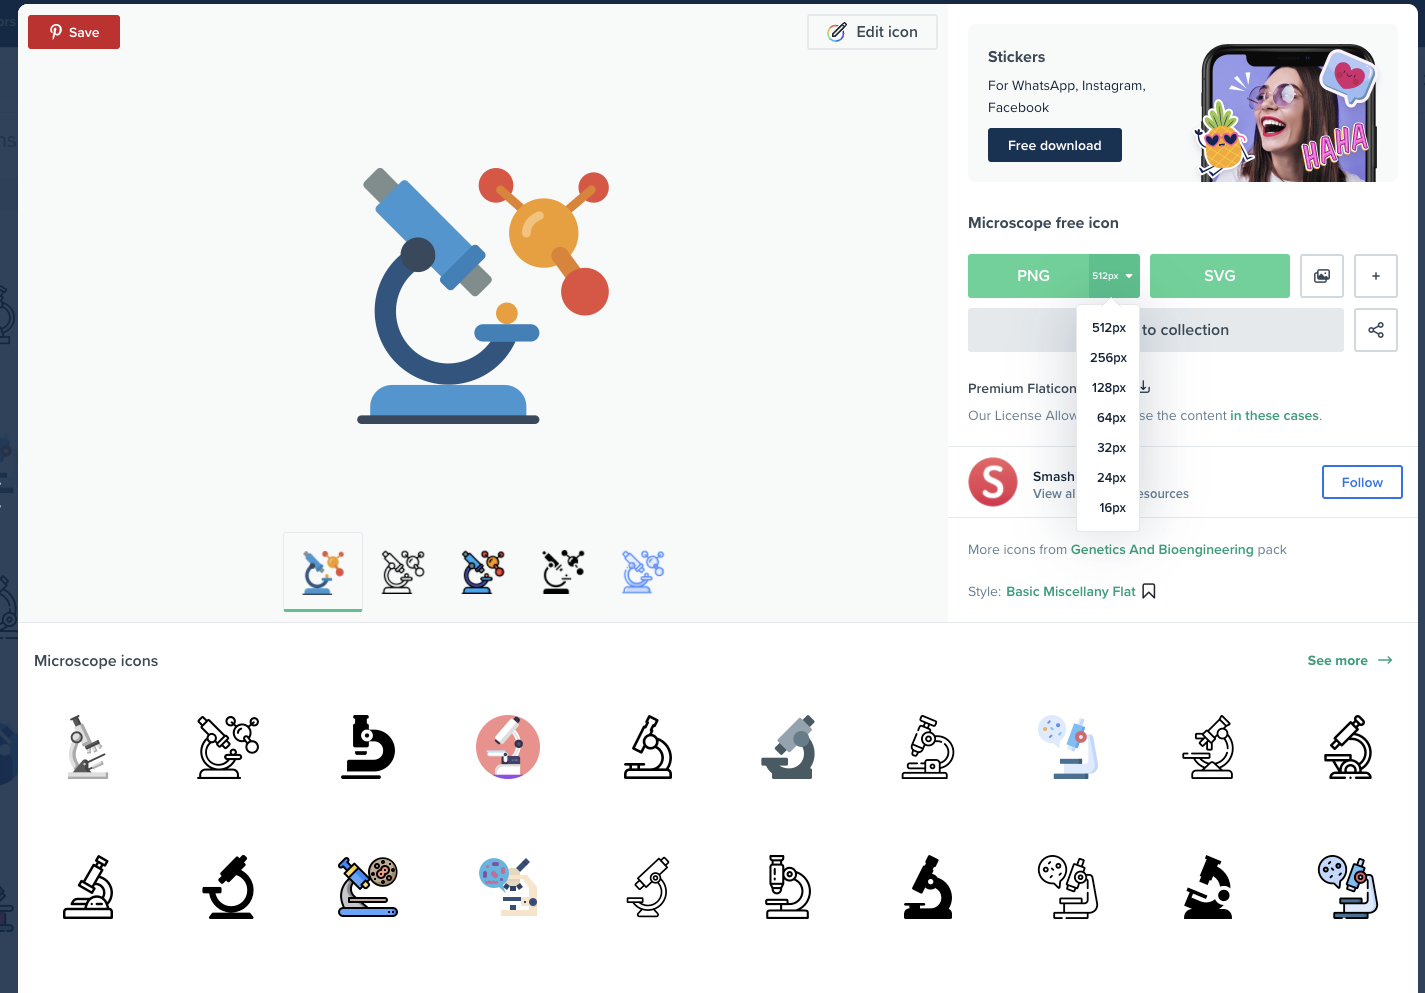 Save
Edit icon
Stickers
For WhatsApp, Instagram,
Facebook
Free download
HAHA
Microscope free icon
PNG
512px
SVG
+
512px
256px
128px
64px
32px
24px
16px
to collection
Premium Flaticon
Our License Allow
se the content in these cases.
S
Smash
View al
esources
Follow
More icons from Genetics And Bioengineering pack
Style: Basic Miscellany Flat
Microscope icons
See more